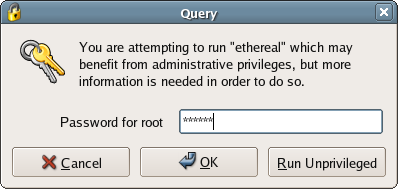 Query
You are attempting to run "ethereal" which may
benefit from administrative privileges, but more
information is needed in order to do so.
Password for root ******
Cancel OK Run Unprivileged